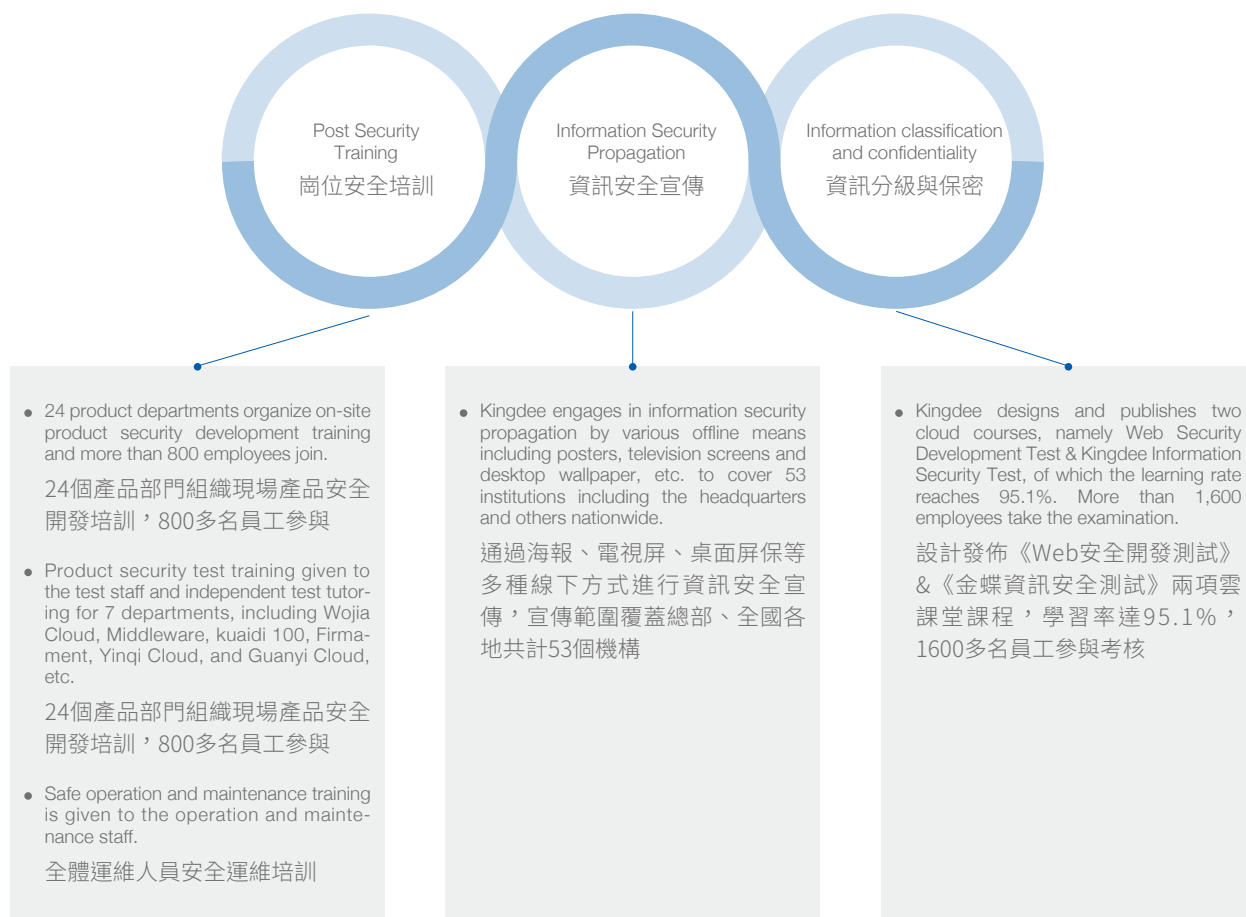 Post Security
Training
崗位安全培訓
Information Security
Propagation
資訊安全宣傳
Information classification
and confidentiality
資訊分級與保密
● 24 product departments organize on-site
product security development training
and more than 800 employees join.
24個產品部門組織現場產品安全
開發培訓，800多名員工參與
● Product security test training given to
the test staff and independent test tutor-
ing for 7 departments, including Wojia
Cloud, Middleware, kuaidi 100, Firma-
ment, Yinqi Cloud, and Guanyi Cloud,
etc.
24個產品部門組織現場產品安全
開發培訓，800多名員工參與
● Safe operation and maintenance training
is given to the operation and mainte-
nance staff.
全體運維人員安全運維培訓
● Kingdee engages in information security
propagation by various offline means
including posters, television screens and
desktop wallpaper, etc. to cover 53
institutions including the headquarters
and others nationwide.
通過海報、電視屏、桌面屏保等
多種線下方式進行資訊安全宣
傳，宣傳範圍覆蓋總部、全國各
地共計53個機構
● Kingdee designs and publishes two
cloud courses, namely Web Security
Development Test & Kingdee Information
Security Test, of which the learning rate
reaches 95.1%. More than 1,600
employees take the examination.
設計發佈《Web安全開發測試》
&《金蝶資訊安全測試》兩項雲
課堂課程，學習率達95.1%，
1600多名員工參與考核